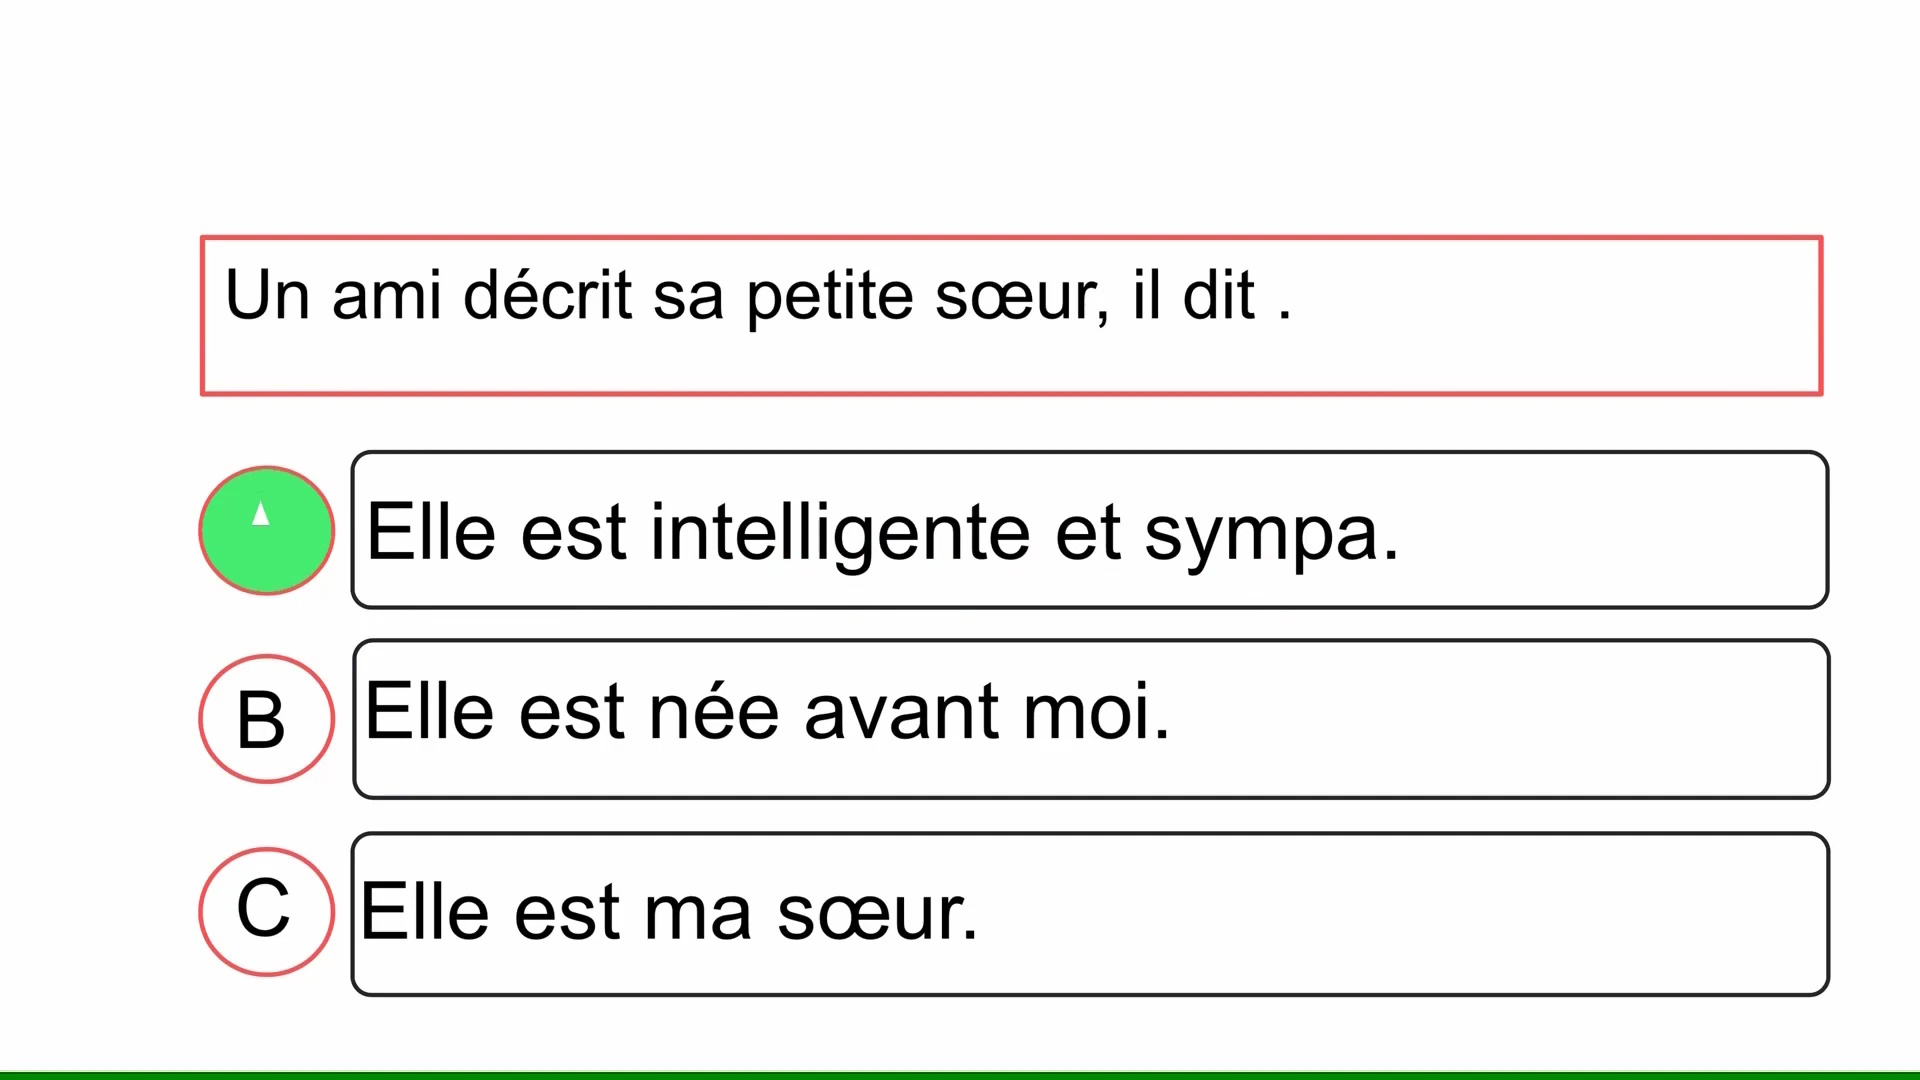 Un ami décrit sa petite sœur, il dit .
Elle est intelligente et sympa.
B
Elle est née avant moi.
C
Elle est ma sœur.